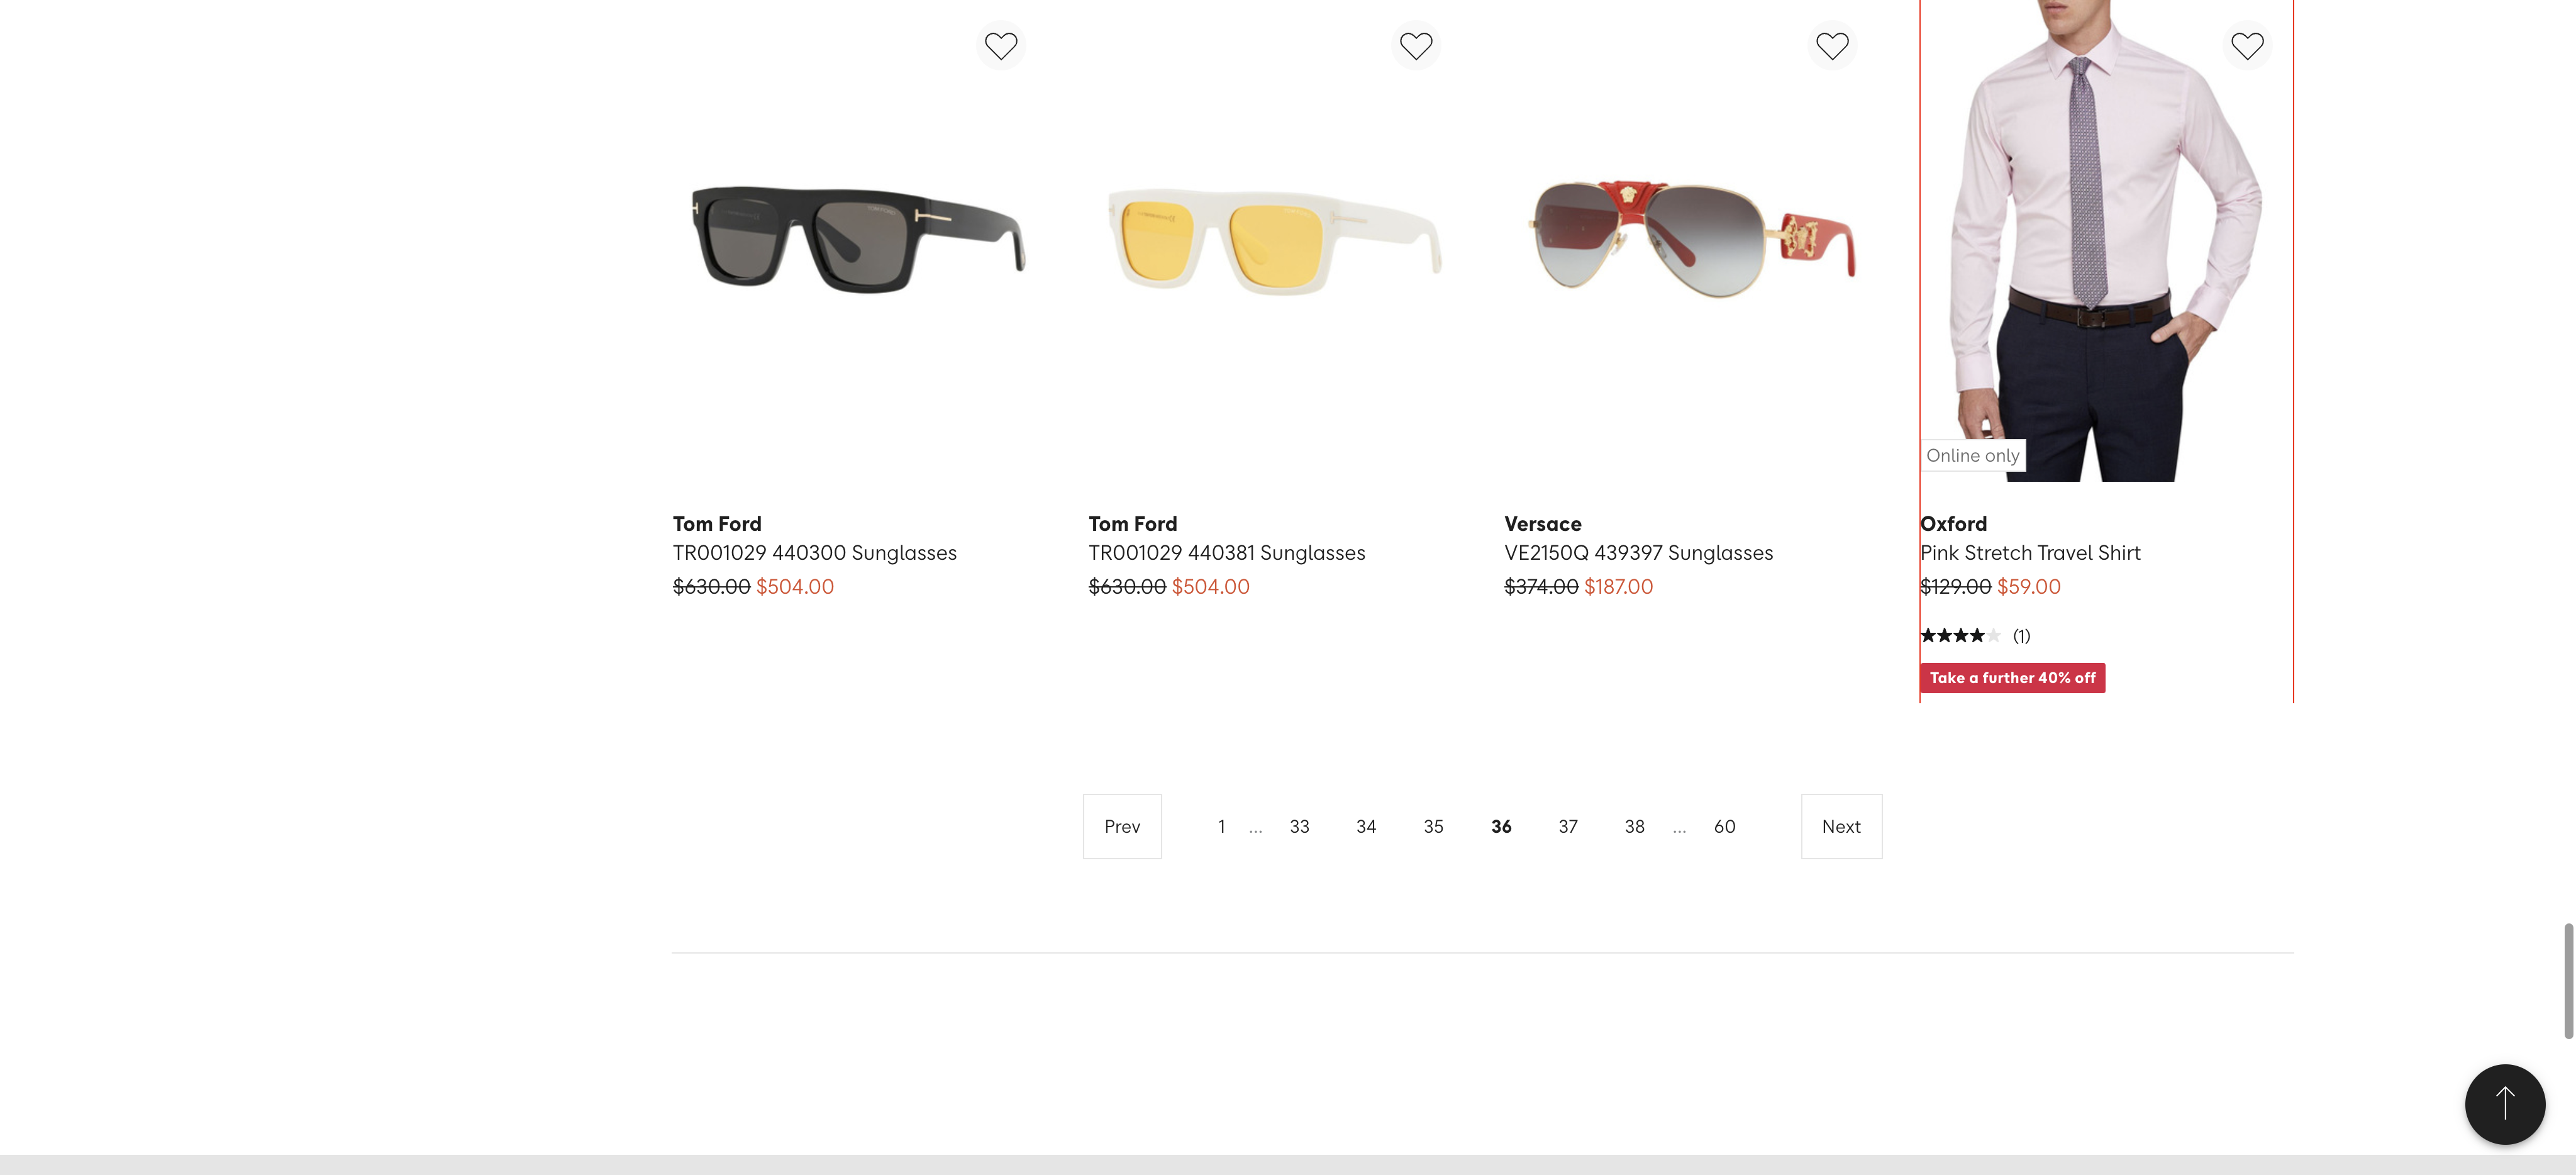 Online only
Tom Ford
TR001029 440300 Sunglasses
$630.00 $504.00
Tom Ford
TR001029 440381 Sunglasses
$630.00 $504.00
Versace
VE2150Q 439397 Sunglasses
$374.00 $187.00
Oxford
Pink Stretch Travel Shirt
$129.00 $59.00
(1)
Take a further 40% off
Prev 1 ... 33 34 35 36 37 38 ... 60 Next